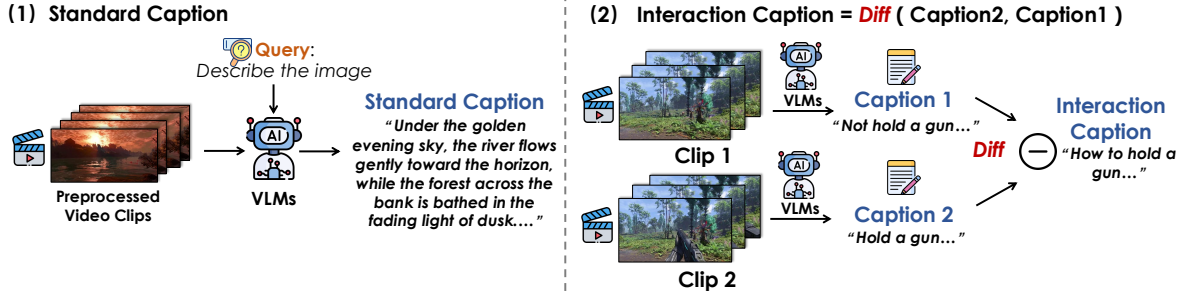 (1) Standard Caption
Query:
Describe the image
AI
Preprocessed
Video Clips
VLMs
Standard Caption
“Under the golden
evening sky, the river flows
gently toward the horizon,
while the forest across the
bank is bathed in the
fading light of dusk....”
(2) Interaction Caption = Diff ( Caption2, Caption1 )
Clip 1
AI
VLMs
Caption 1
“Not hold a gun...”
Clip 2
AI
VLMs
Caption 2
“Hold a gun...”
Diff
Interaction
Caption
“How to hold a
gun...”